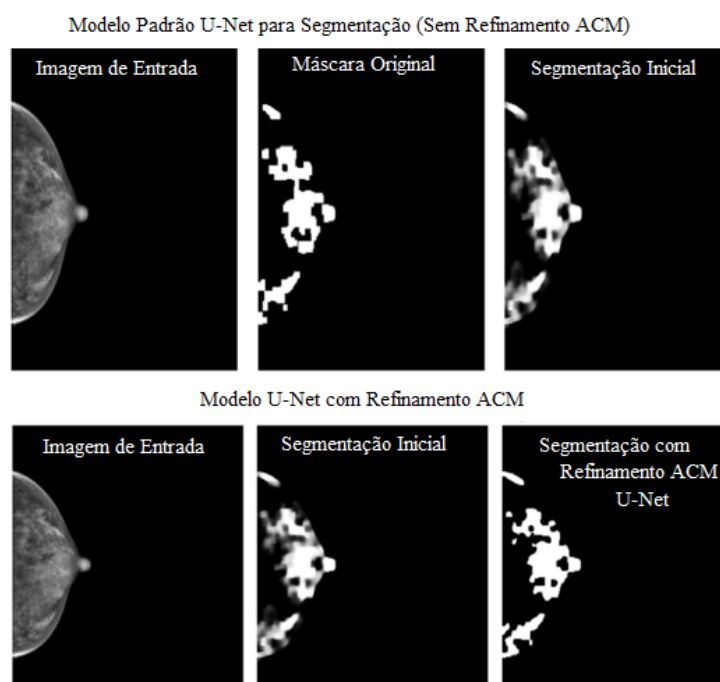 Modelo Padrão U-Net para Segmentação (Sem Refinamento ACM)
Imagem de Entrada
Máscara Original
Segmentação Inicial
Modelo U-Net com Refinamento ACM
Imagem de Entrada
Segmentação Inicial
Segmentação com
Refinamento ACM
U-Net